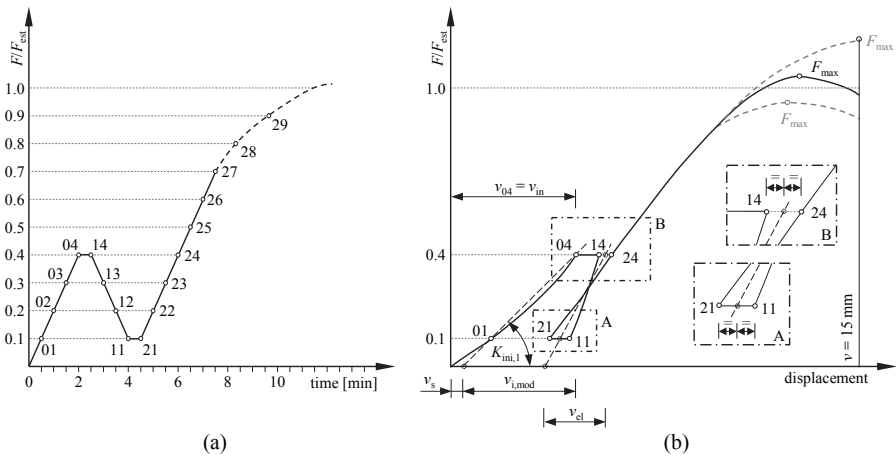 F/F_est
1.0
0.9
0.8
0.7
0.6
0.5
0.4
0.3
0.2
0.1
0 2 4 6 8 10 time [min]
01
02
03
04
14
13
12
11
21
22
23
24
25
26
27
28
29
(a)
F/F_est
1.0
0.4
0.1
F_max
F_max
F_max
v_04 = v_in
04 14 24
B
01
21 11
A
K_ini,1
14 = = 24
B
21 11
= = A
v = 15 mm
displacement
v_s v_i,mod
v_el
(b)